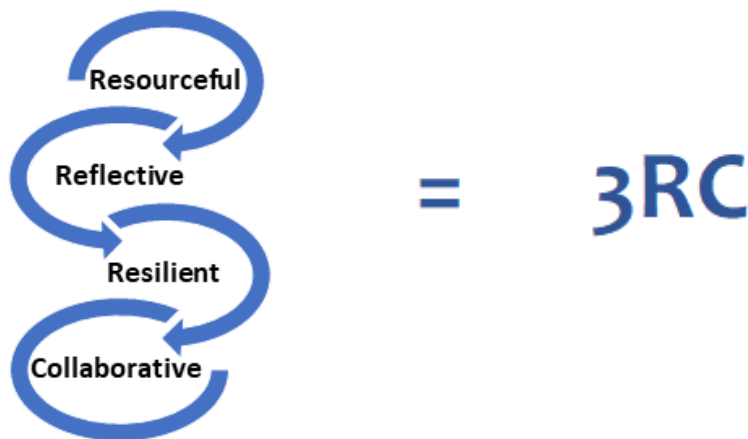 Resourceful
Reflective
Resilient
Collaborative
= 3RC